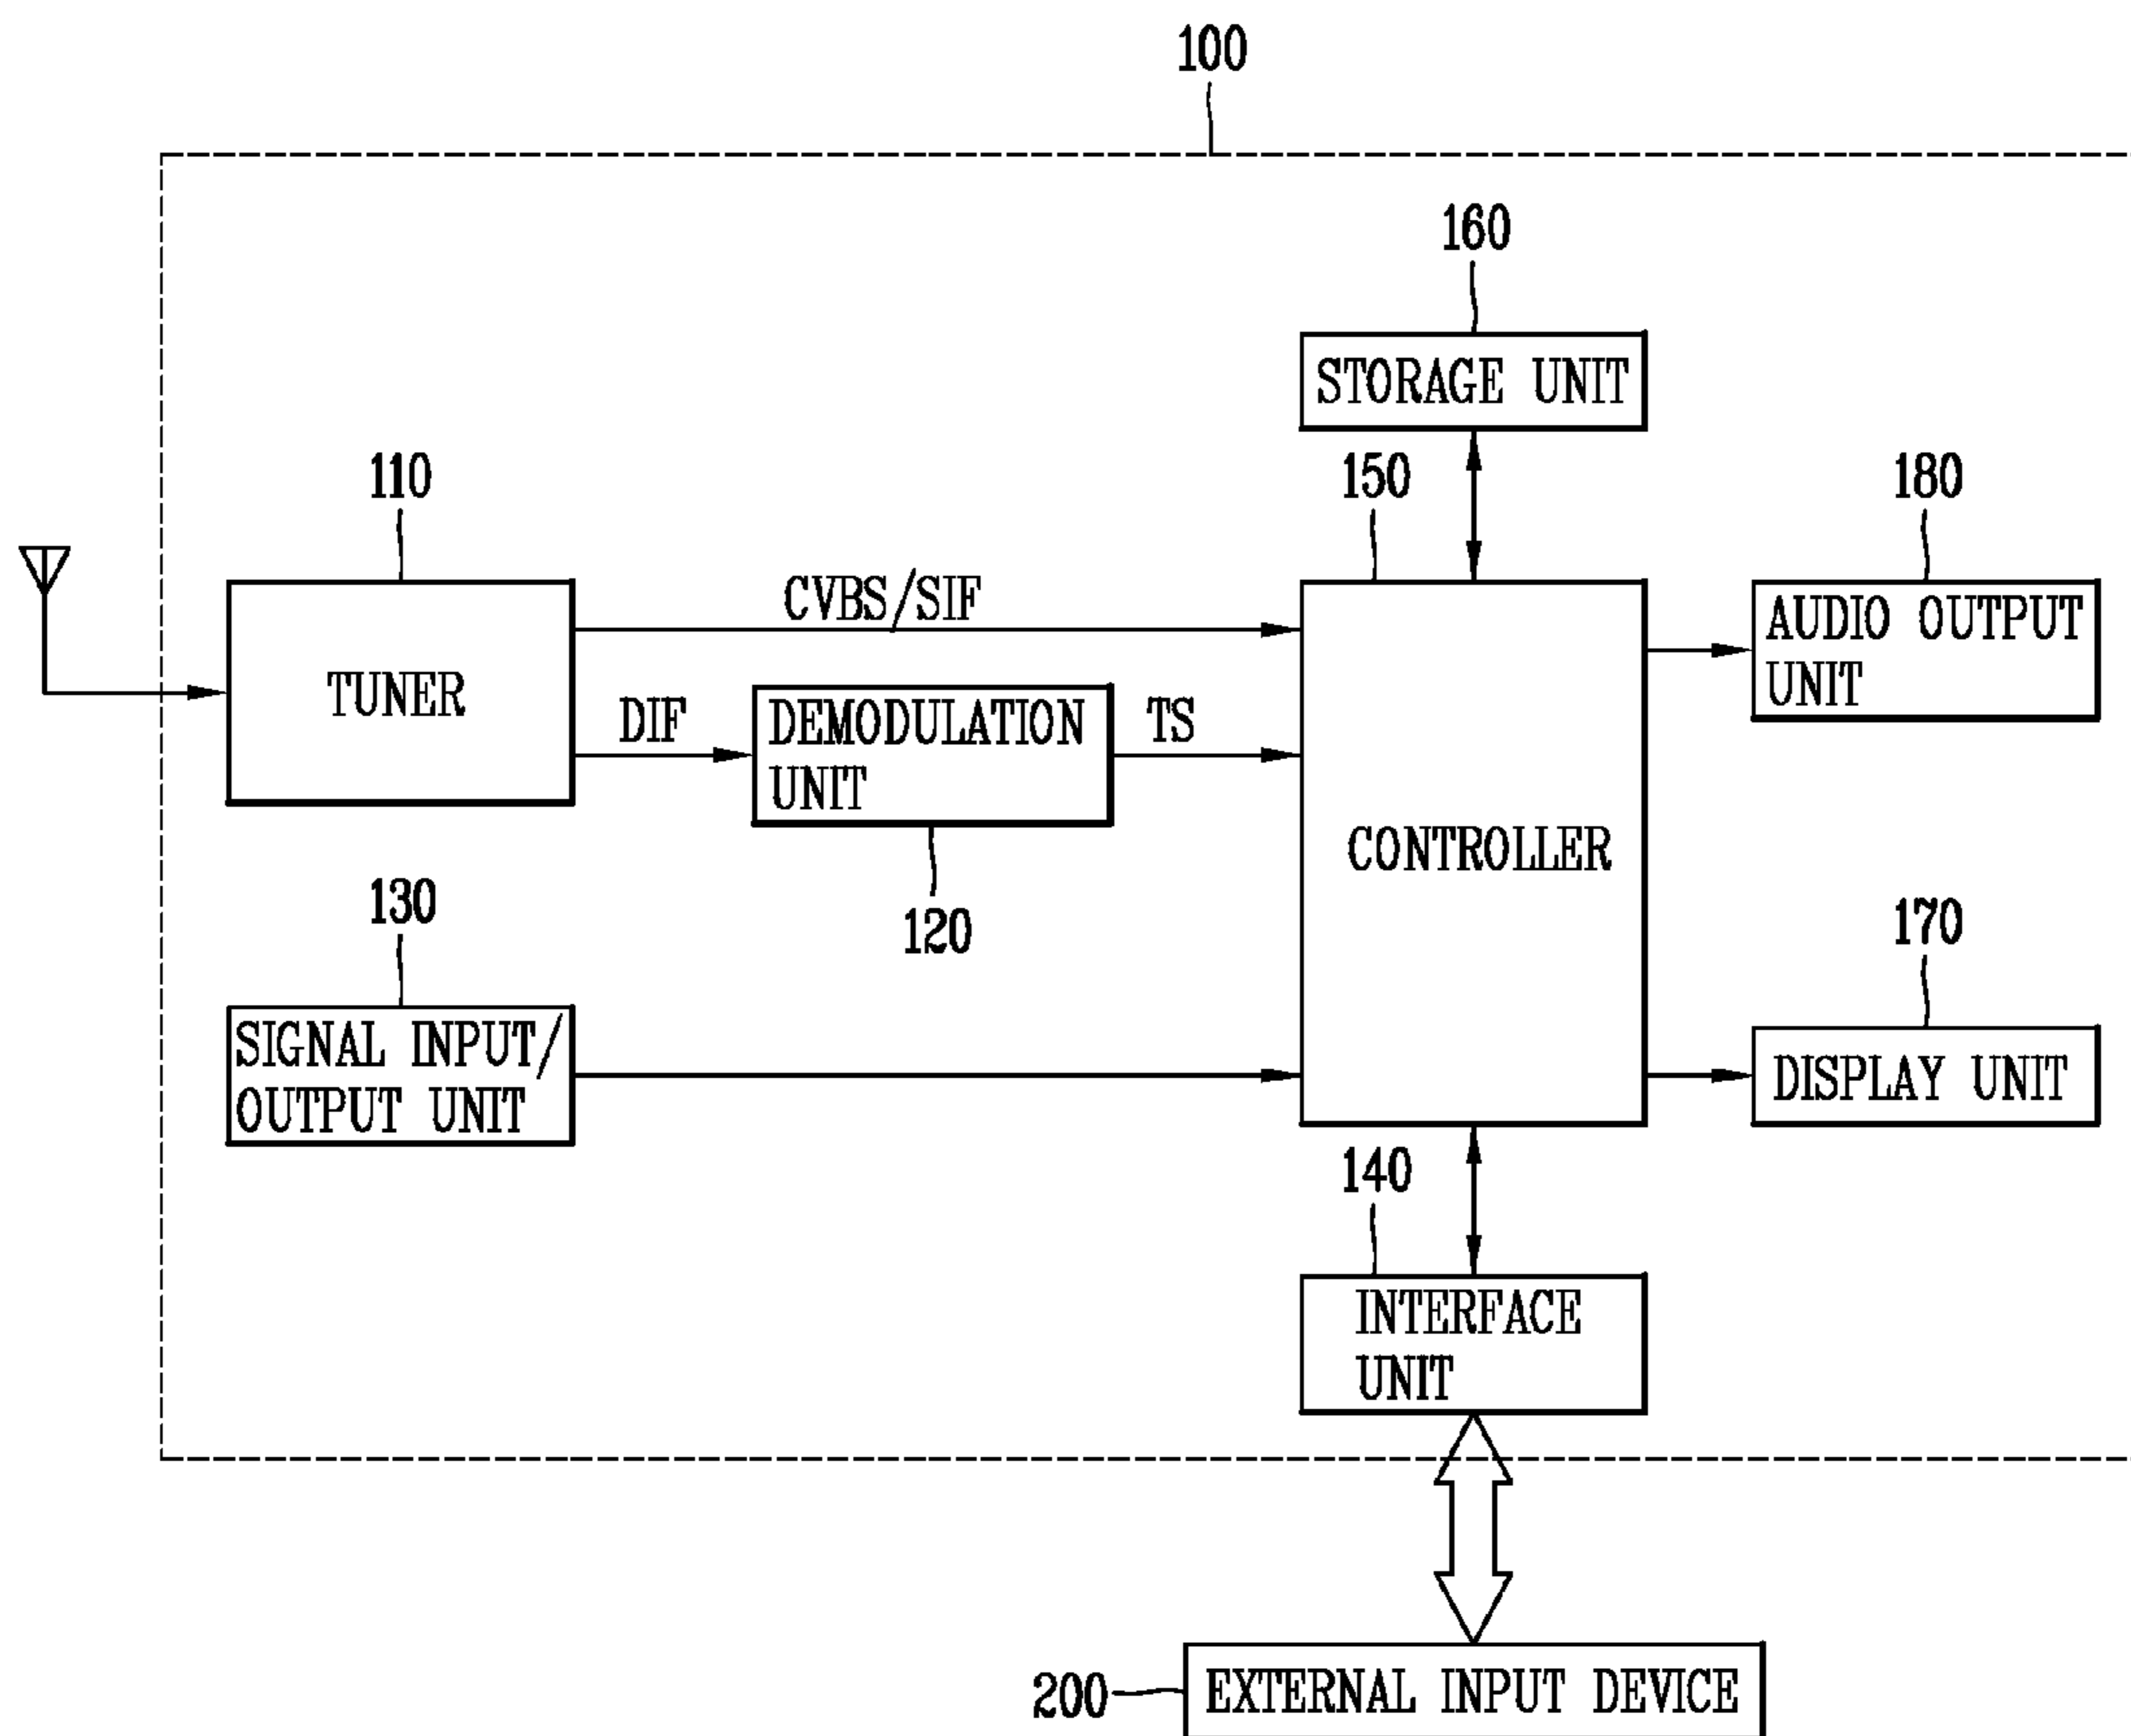 100
160
STORAGE UNIT
110
150
180
CVBS/SIF
AUDIO OUTPUT
UNIT
TUNER
DIF
DEMODULATION
UNIT
TS
CONTROLLER
130
120
170
SIGNAL INPUT/
OUTPUT UNIT
DISPLAY UNIT
140
INTERFACE
UNIT
200
EXTERNAL INPUT DEVICE